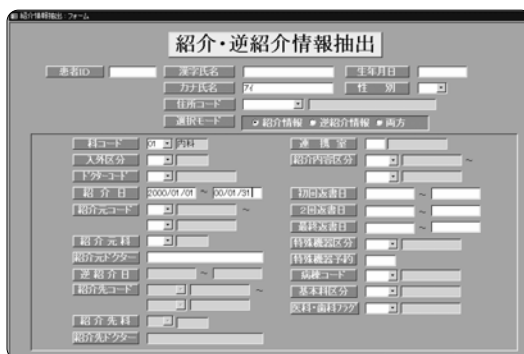 紹介情報抽出:フォーム
紹介・逆紹介情報抽出
患者ID 漢字氏名 生年月日
カナ氏名 アイ 性 別
住所コード
選択モード 紹介情報 逆紹介情報 両方
科コード 01 内科 連 携 室
入外区分 紹介内容区分 ~
ドクターコード
紹 介 日 2000/01/01 ~ 00/01/31 初回返書日 ~
紹介元コード ~ 2回返書日 ~
最終返書日 ~
紹 介 元 科 特殊機器区分
紹介元ドクター 特殊機器予約
逆 紹 介 日 ~ 病棟コード
紹介先コード ~ 基本科区分
医科・歯科フラグ
紹 介 先 科
紹介先ドクター